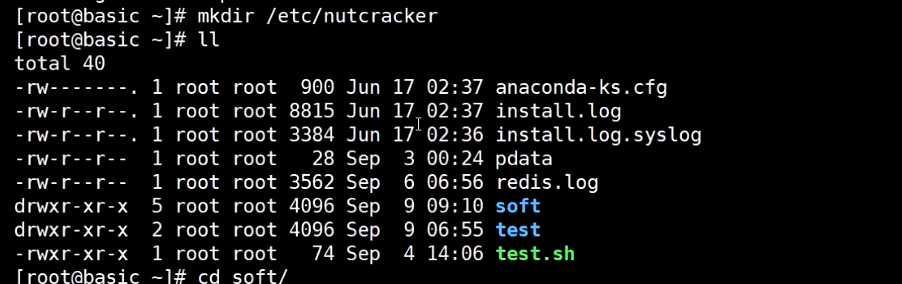 [root@basic ~]# mkdir /etc/nutcracker
[root@basic ~]# ll
total 40
-rw-------. 1 root root  900 Jun 17 02:37 anaconda-ks.cfg
-rw-r--r--. 1 root root 8815 Jun 17 02:37 install.log
-rw-r--r--. 1 root root 3384 Jun 17 02:36 install.log.syslog
-rw-r--r--  1 root root   28 Sep  3 00:24 pdata
-rw-r--r--  1 root root 3562 Sep  6 06:56 redis.log
drwxr-xr-x  5 root root 4096 Sep  9 09:10 soft
drwxr-xr-x  2 root root 4096 Sep  9 06:55 test
-rwxr-xr-x  1 root root   74 Sep  4 14:06 test.sh
[root@basic ~]# cd soft/